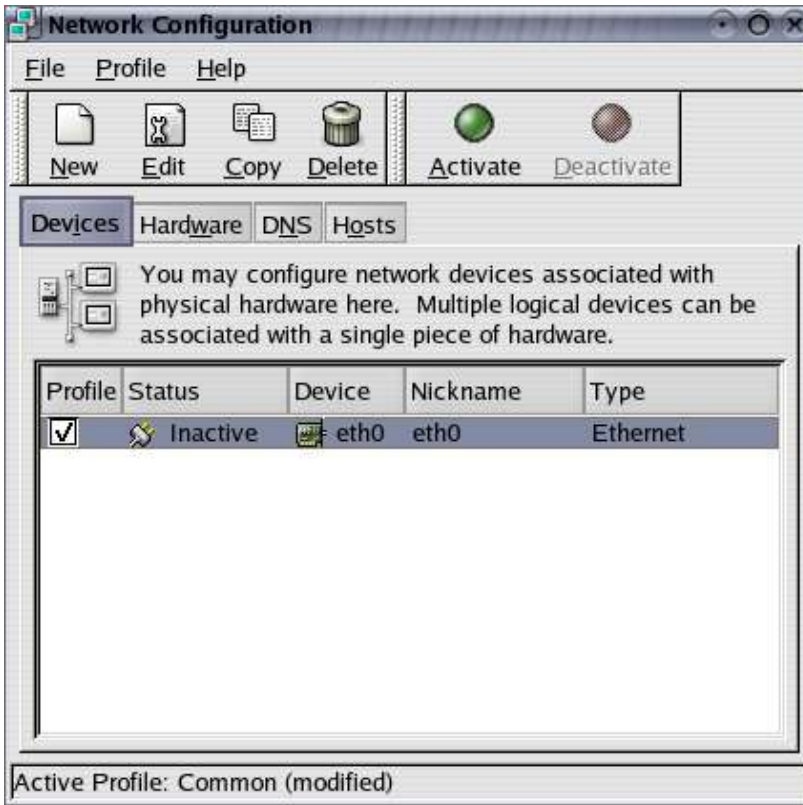 Network Configuration
File Profile Help
New Edit Copy Delete Activate Deactivate
Devices Hardware DNS Hosts
You may configure network devices associated with
physical hardware here. Multiple logical devices can be
associated with a single piece of hardware.
Profile Status Device Nickname Type
Inactive eth0 eth0 Ethernet
Active Profile: Common (modified)